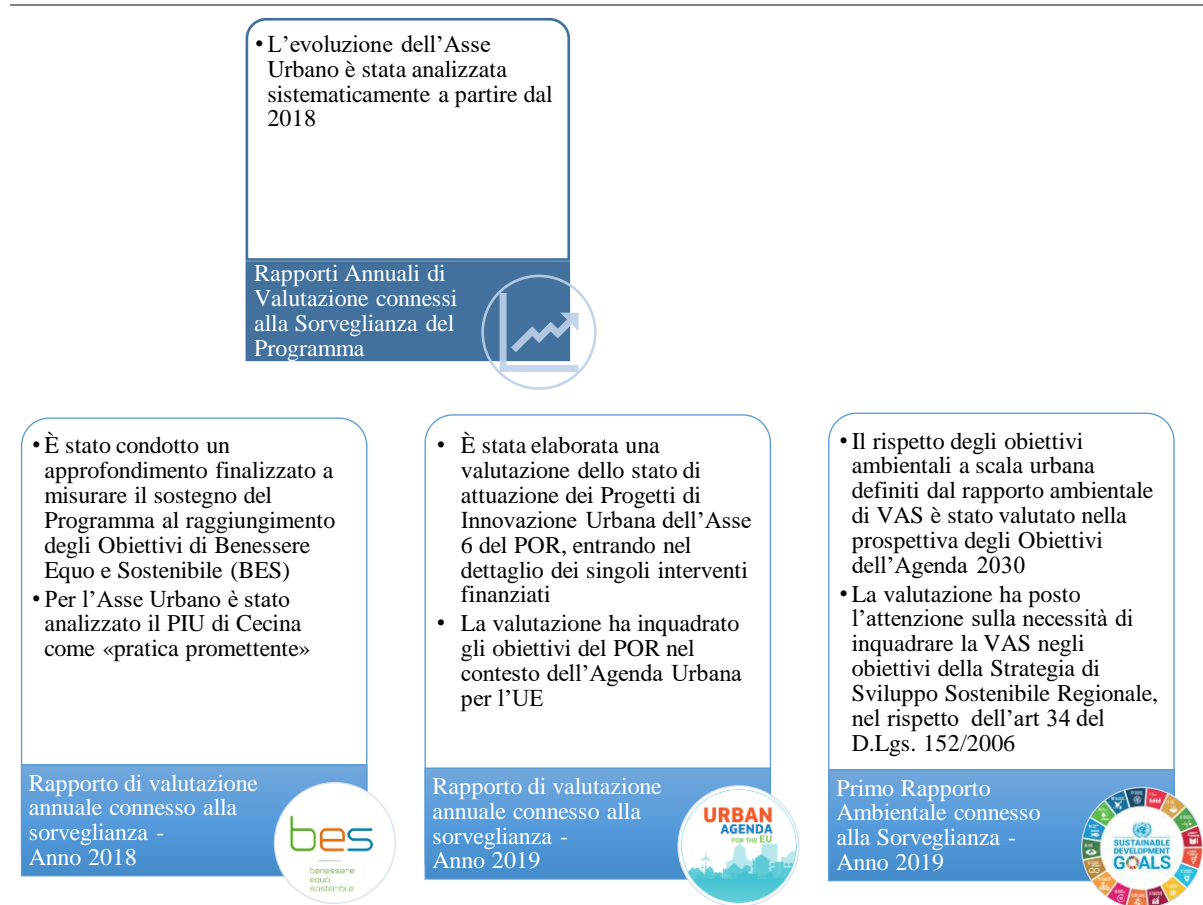 • L'evoluzione dell'Asse
Urbano è stata analizzata
sistematicamente a partire dal
2018
Rapporti Annuali di
Valutazione connessi
alla Sorveglianza del
Programma
• È stato condotto un
approfondimento finalizzato a
misurare il sostegno del
Programma al raggiungimento
degli Obiettivi di Benessere
Equo e Sostenibile (BES)
• Per l'Asse Urbano è stato
analizzato il PIU di Cecina
come «pratica promettente»
Rapporto di valutazione
annuale connesso alla
sorveglianza -
Anno 2018
bes
benessere
equo
sostenibile
• È stata elaborata una
valutazione dello stato di
attuazione dei Progetti di
Innovazione Urbana dell'Asse
6 del POR, entrando nel
dettaglio dei singoli interventi
finanziati
• La valutazione ha inquadrato
gli obiettivi del POR nel
contesto dell'Agenda Urbana
per l'UE
Rapporto di valutazione
annuale connesso alla
sorveglianza -
Anno 2019
URBAN
AGENDA
FOR THE EU
• Il rispetto degli obiettivi
ambientali a scala urbana
definiti dal rapporto ambientale
di VAS è stato valutato nella
prospettiva degli Obiettivi
dell'Agenda 2030
• La valutazione ha posto
l'attenzione sulla necessità di
inquadrare la VAS negli
obiettivi della Strategia di
Sviluppo Sostenibile Regionale,
nel rispetto dell'art 34 del
D.Lgs. 152/2006
Primo Rapporto
Ambientale connesso
alla Sorveglianza -
Anno 2019
SUSTAINABLE
DEVELOPMENT
GOALS